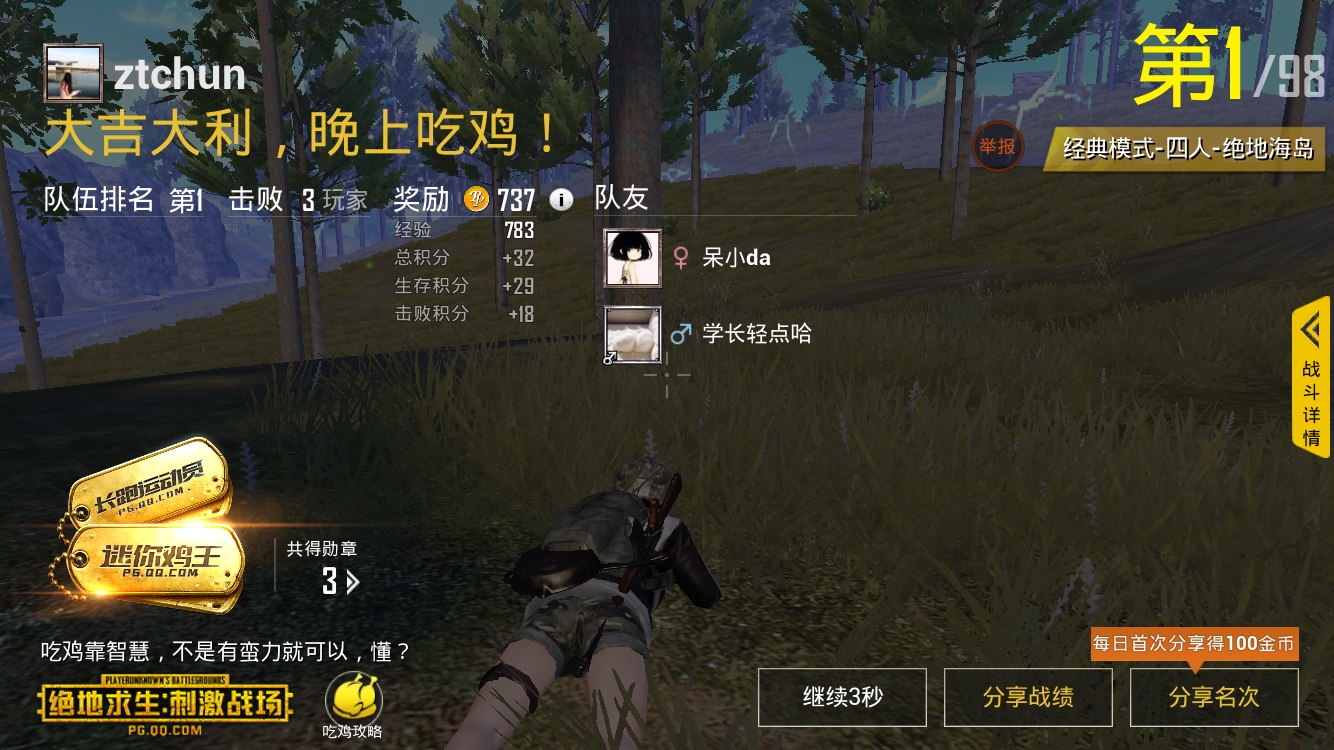 ztchun
第1/98
大吉大利，晚上吃鸡！
举报
经典模式-四人-绝地海岛
队伍排名 第1 击败 3 玩家 奖励 737 i 队友
经验 783
总积分 +32
生存积分 +29
击败积分 +18
呆小da
学长轻点哈
战斗详情
长跑运动员
PG.QQ.COM
迷你鸡王
PG.QQ.COM
共得勋章
3
吃鸡靠智慧，不是有蛮力就可以，懂？
PLAYERUNKNOWN'S BATTLEGROUNDS
绝地求生:刺激战场
PG.QQ.COM
吃鸡攻略
每日首次分享得100金币
继续3秒
分享战绩
分享名次